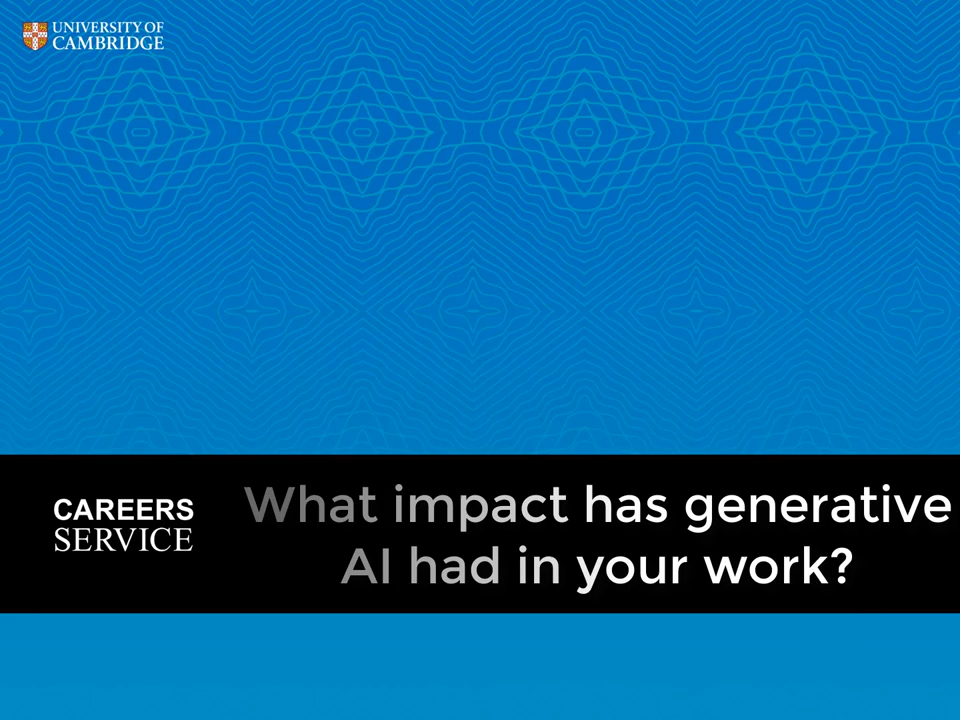 UNIVERSITY OF
CAMBRIDGE
CAREERS
SERVICE
What impact has generative
AI had in your work?